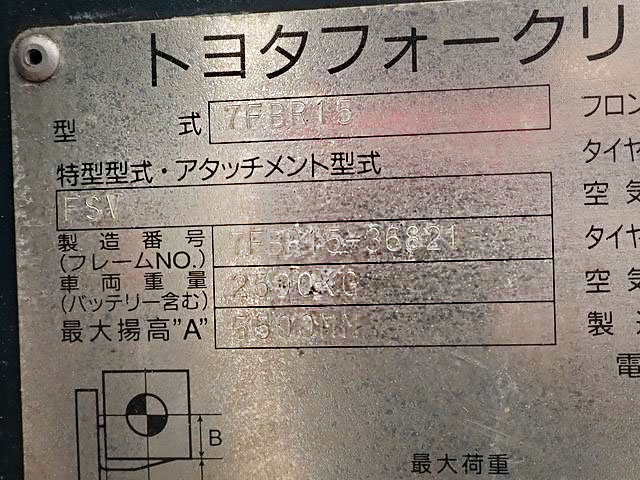 トヨタフォークリ
型 式 7FBR15
特型型式・アタッチメント型式
FSV
製造番号 7FBR15-36821
(フレームNO.)
車両重量 2590KG
(バッテリー含む)
最大揚高"A"
B
最大荷重
フロン
タイヤ
空気
タイヤ
空気
製造
電